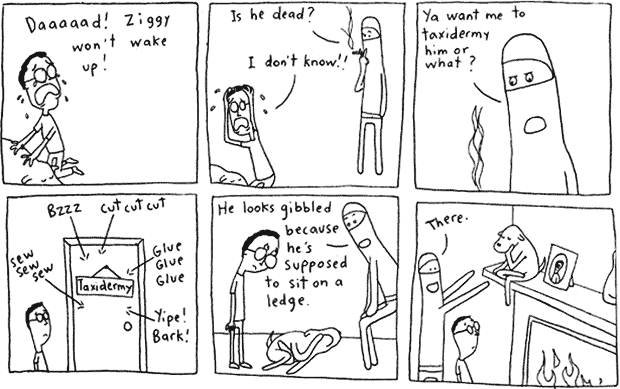 Daaaaad! Ziggy
won't wake
up!
Is he dead?
I don't know!!
Ya want me to
taxidermy
him or
what?
Bzzz
cut cut cut
sew
sew
sew
Glue
Glue
Glue
Taxidermy
Yipe!
Bark!
He looks gibbled
because
he's
supposed
to sit on a
ledge.
There.